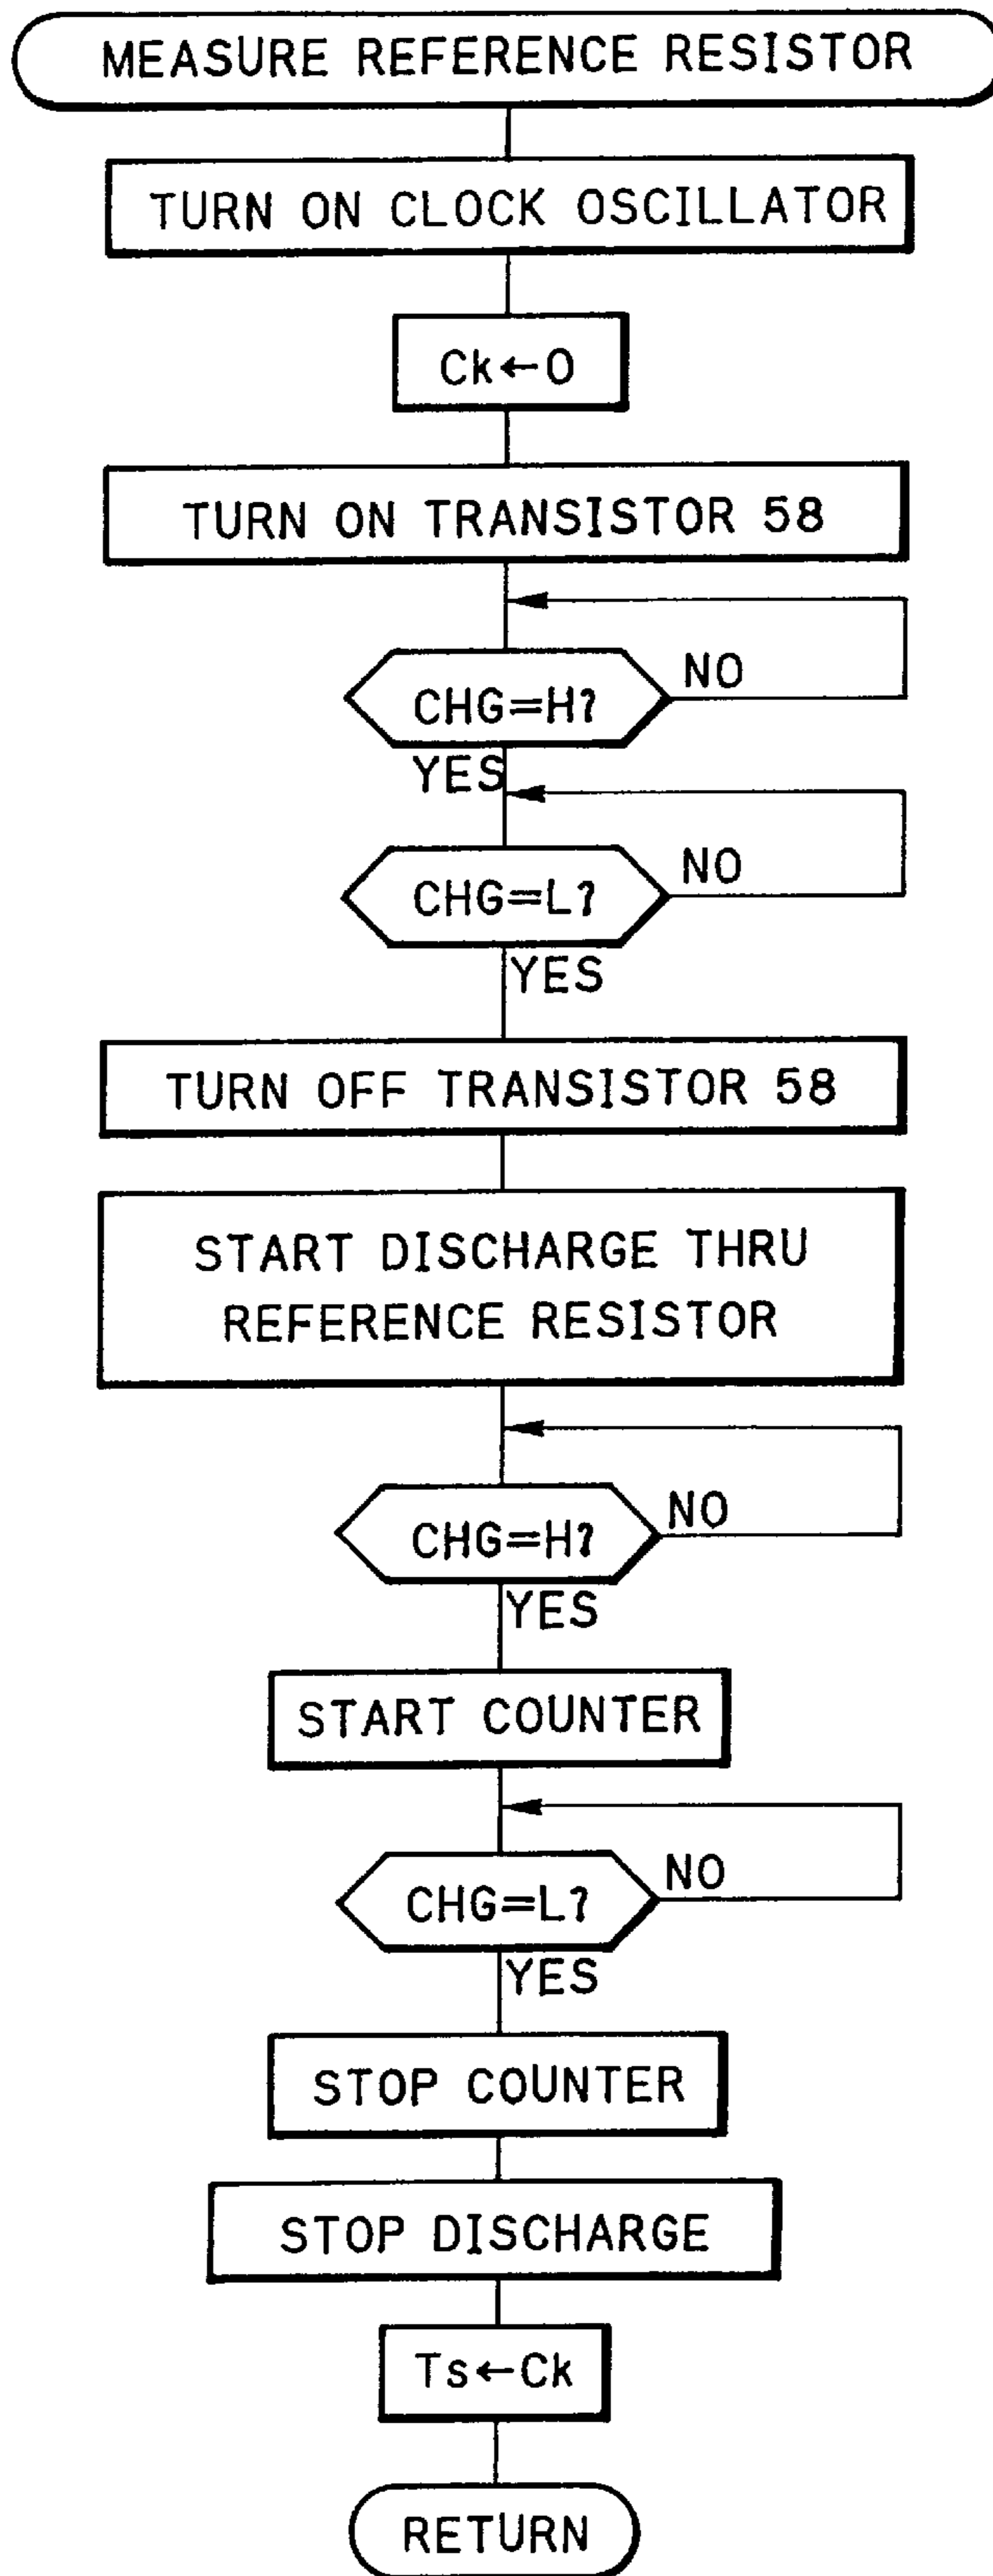 MEASURE REFERENCE RESISTOR
TURN ON CLOCK OSCILLATOR
Ck←0
TURN ON TRANSISTOR 58
CHG=H?
NO
YES
CHG=L?
NO
YES
TURN OFF TRANSISTOR 58
START DISCHARGE THRU
REFERENCE RESISTOR
CHG=H?
NO
YES
START COUNTER
CHG=L?
NO
YES
STOP COUNTER
STOP DISCHARGE
Ts←Ck
RETURN